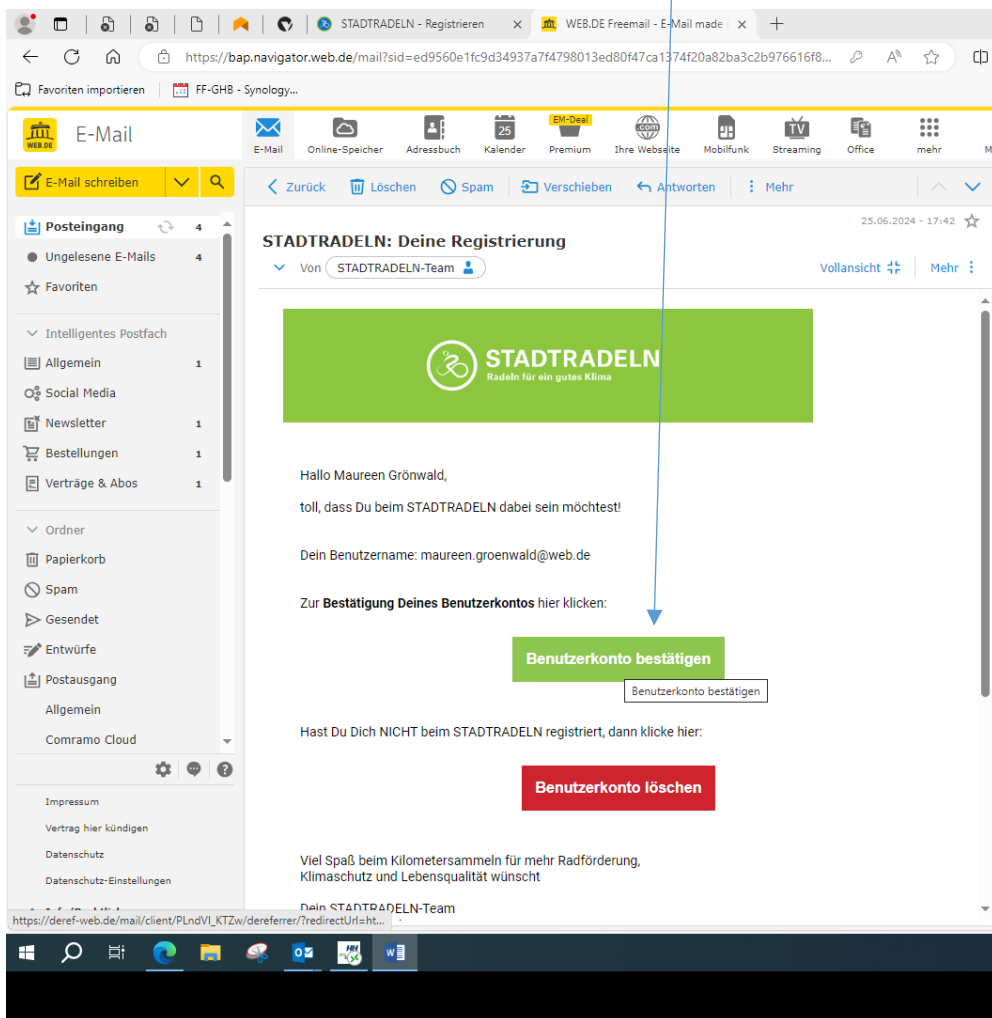 STADTRADELN - Registrieren
WEB.DE Freemail - E-Mail made
https://bap.navigator.web.de/mail?sid=ed9560e1fc9d34937a7f4798013ed80f47ca1374f20a82ba3c2b976616f8...
Favoriten importieren
FF-GHB - Synology...
WEB.DE
E-Mail
E-Mail
Online-Speicher
Adressbuch
25
Kalender
EM-Deal
Premium
.com
Ihre Webseite
Mobilfunk
TV
Streaming
Office
mehr
M
E-Mail schreiben
Zurück
Löschen
Spam
Verschieben
Antworten
Mehr
Posteingang 4
Ungelesene E-Mails 4
Favoriten
Intelligentes Postfach
Allgemein 1
Social Media
Newsletter 1
Bestellungen 1
Verträge & Abos 1
Ordner
Papierkorb
Spam
Gesendet
Entwürfe
Postausgang
Allgemein
Comramo Cloud
Impressum
Vertrag hier kündigen
Datenschutz
Datenschutz-Einstellungen
25.06.2024 - 17:42
STADTRADELN: Deine Registrierung
Von STADTRADELN-Team
Vollansicht
Mehr
STADTRADELN
Radeln für ein gutes Klima
Hallo Maureen Grönwald,
toll, dass Du beim STADTRADELN dabei sein möchtest!
Dein Benutzername: maureen.groenwald@web.de
Zur Bestätigung Deines Benutzerkontos hier klicken:
Benutzerkonto bestätigen
Benutzerkonto bestätigen
Hast Du Dich NICHT beim STADTRADELN registriert, dann klicke hier:
Benutzerkonto löschen
Viel Spaß beim Kilometersammeln für mehr Radförderung,
Klimaschutz und Lebensqualität wünscht
Dein STADTRADELN-Team
https://deref-web.de/mail/client/PLndVI_KTZw/dereferrer/?redirectUrl=ht...
HH